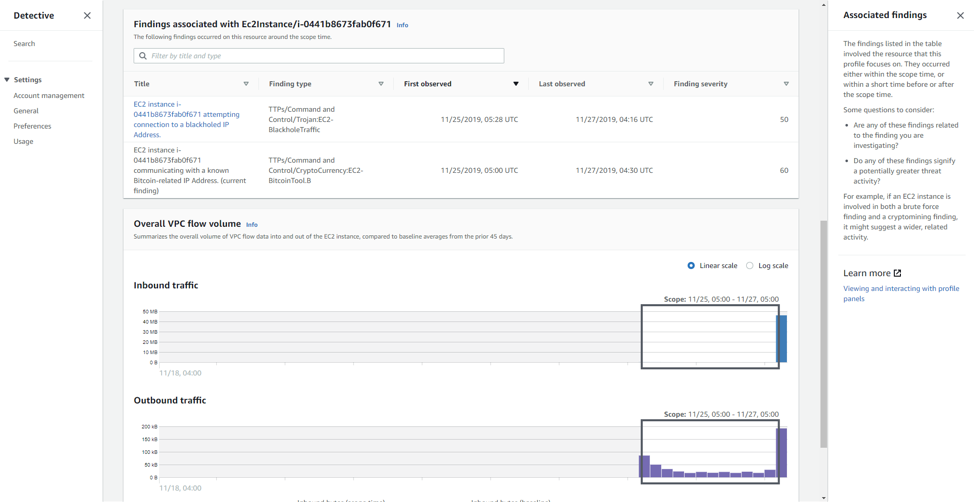 Detective
Search
Settings
Account management
General
Preferences
Usage
Findings associated with Ec2Instance/i-0441b8673fab0f671 Info
The following findings occurred on this resource around the scope time.
Filter by title and type
Title Finding type First observed Last observed Finding severity
EC2 instance i-
0441b8673fab0f671 attempting
connection to a blackholed IP
Address.
TTPs/Command and
Control/Trojan:EC2-
BlackholeTraffic
11/25/2019, 05:28 UTC
11/27/2019, 04:16 UTC
50
EC2 instance i-
0441b8673fab0f671
communicating with a known
Bitcoin-related IP Address. (current
finding)
TTPs/Command and
Control/CryptoCurrency:EC2-
BitcoinTool.B
11/25/2019, 05:00 UTC
11/27/2019, 04:30 UTC
60
Overall VPC flow volume Info
Summarizes the overall volume of VPC flow data into and out of the EC2 instance, compared to baseline averages from the prior 45 days.
Linear scale Log scale
Inbound traffic
Scope: 11/25, 05:00 - 11/27, 05:00
50 MB
40 MB
30 MB
20 MB
10 MB
0 B
11/18, 04:00
Outbound traffic
Scope: 11/25, 05:00 - 11/27, 05:00
200 kB
150 kB
100 kB
50 kB
0 B
11/18, 04:00
Inbound bytes (scope time) Inbound bytes (baseline)
Associated findings
The findings listed in the table
involved the resource that this
profile focuses on. They occurred
either within the scope time, or
within a short time before or after
the scope time.
Some questions to consider:
• Are any of these findings related
to the finding you are
investigating?
• Do any of these findings signify
a potentially greater threat
activity?
For example, if an EC2 instance is
involved in both a brute force
finding and a cryptomining finding,
it might suggest a wider, related
activity.
Learn more
Viewing and interacting with profile
panels